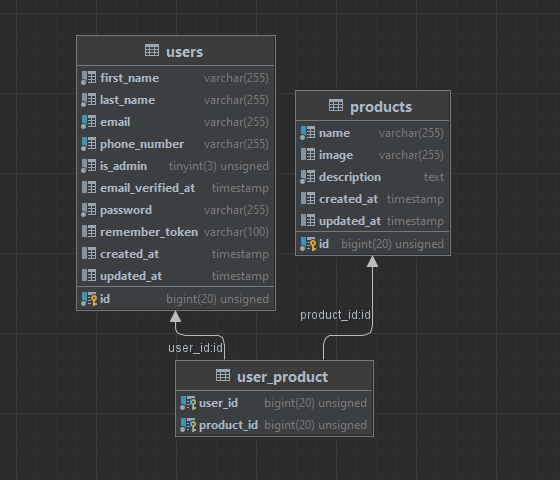 users
first_name varchar(255)
last_name varchar(255)
email varchar(255)
phone_number varchar(255)
is_admin tinyint(3) unsigned
email_verified_at timestamp
password varchar(255)
remember_token varchar(100)
created_at timestamp
updated_at timestamp
id bigint(20) unsigned
products
name varchar(255)
image varchar(255)
description text
created_at timestamp
updated_at timestamp
id bigint(20) unsigned
product_id:id
user_id:id
user_product
user_id bigint(20) unsigned
product_id bigint(20) unsigned